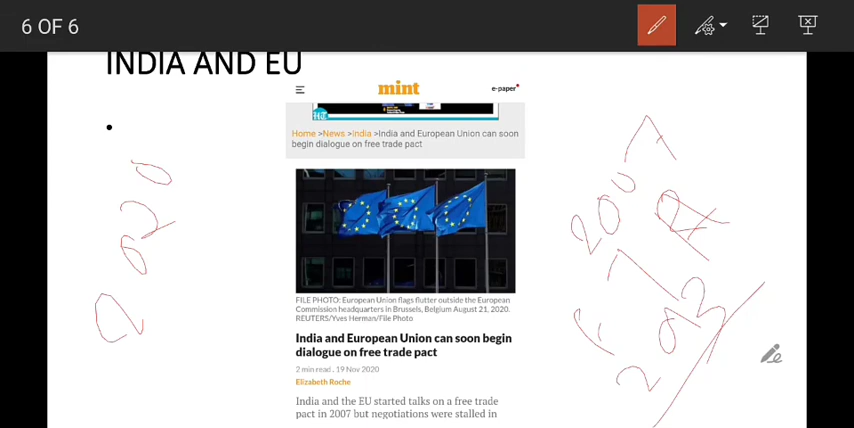 6 OF 6
INDIA AND EU
mint
e-paper
HT
Home >News >India >India and European Union can soon
begin dialogue on free trade pact
2020
2007
FTA
2013
FILE PHOTO: European Union flags flutter outside the European
Commission headquarters in Brussels, Belgium August 21, 2020.
REUTERS/Yves Herman/File Photo
India and European Union can soon begin
dialogue on free trade pact
2 min read . 19 Nov 2020
Elizabeth Roche
India and the EU started talks on a free trade
pact in 2007 but negotiations were stalled in